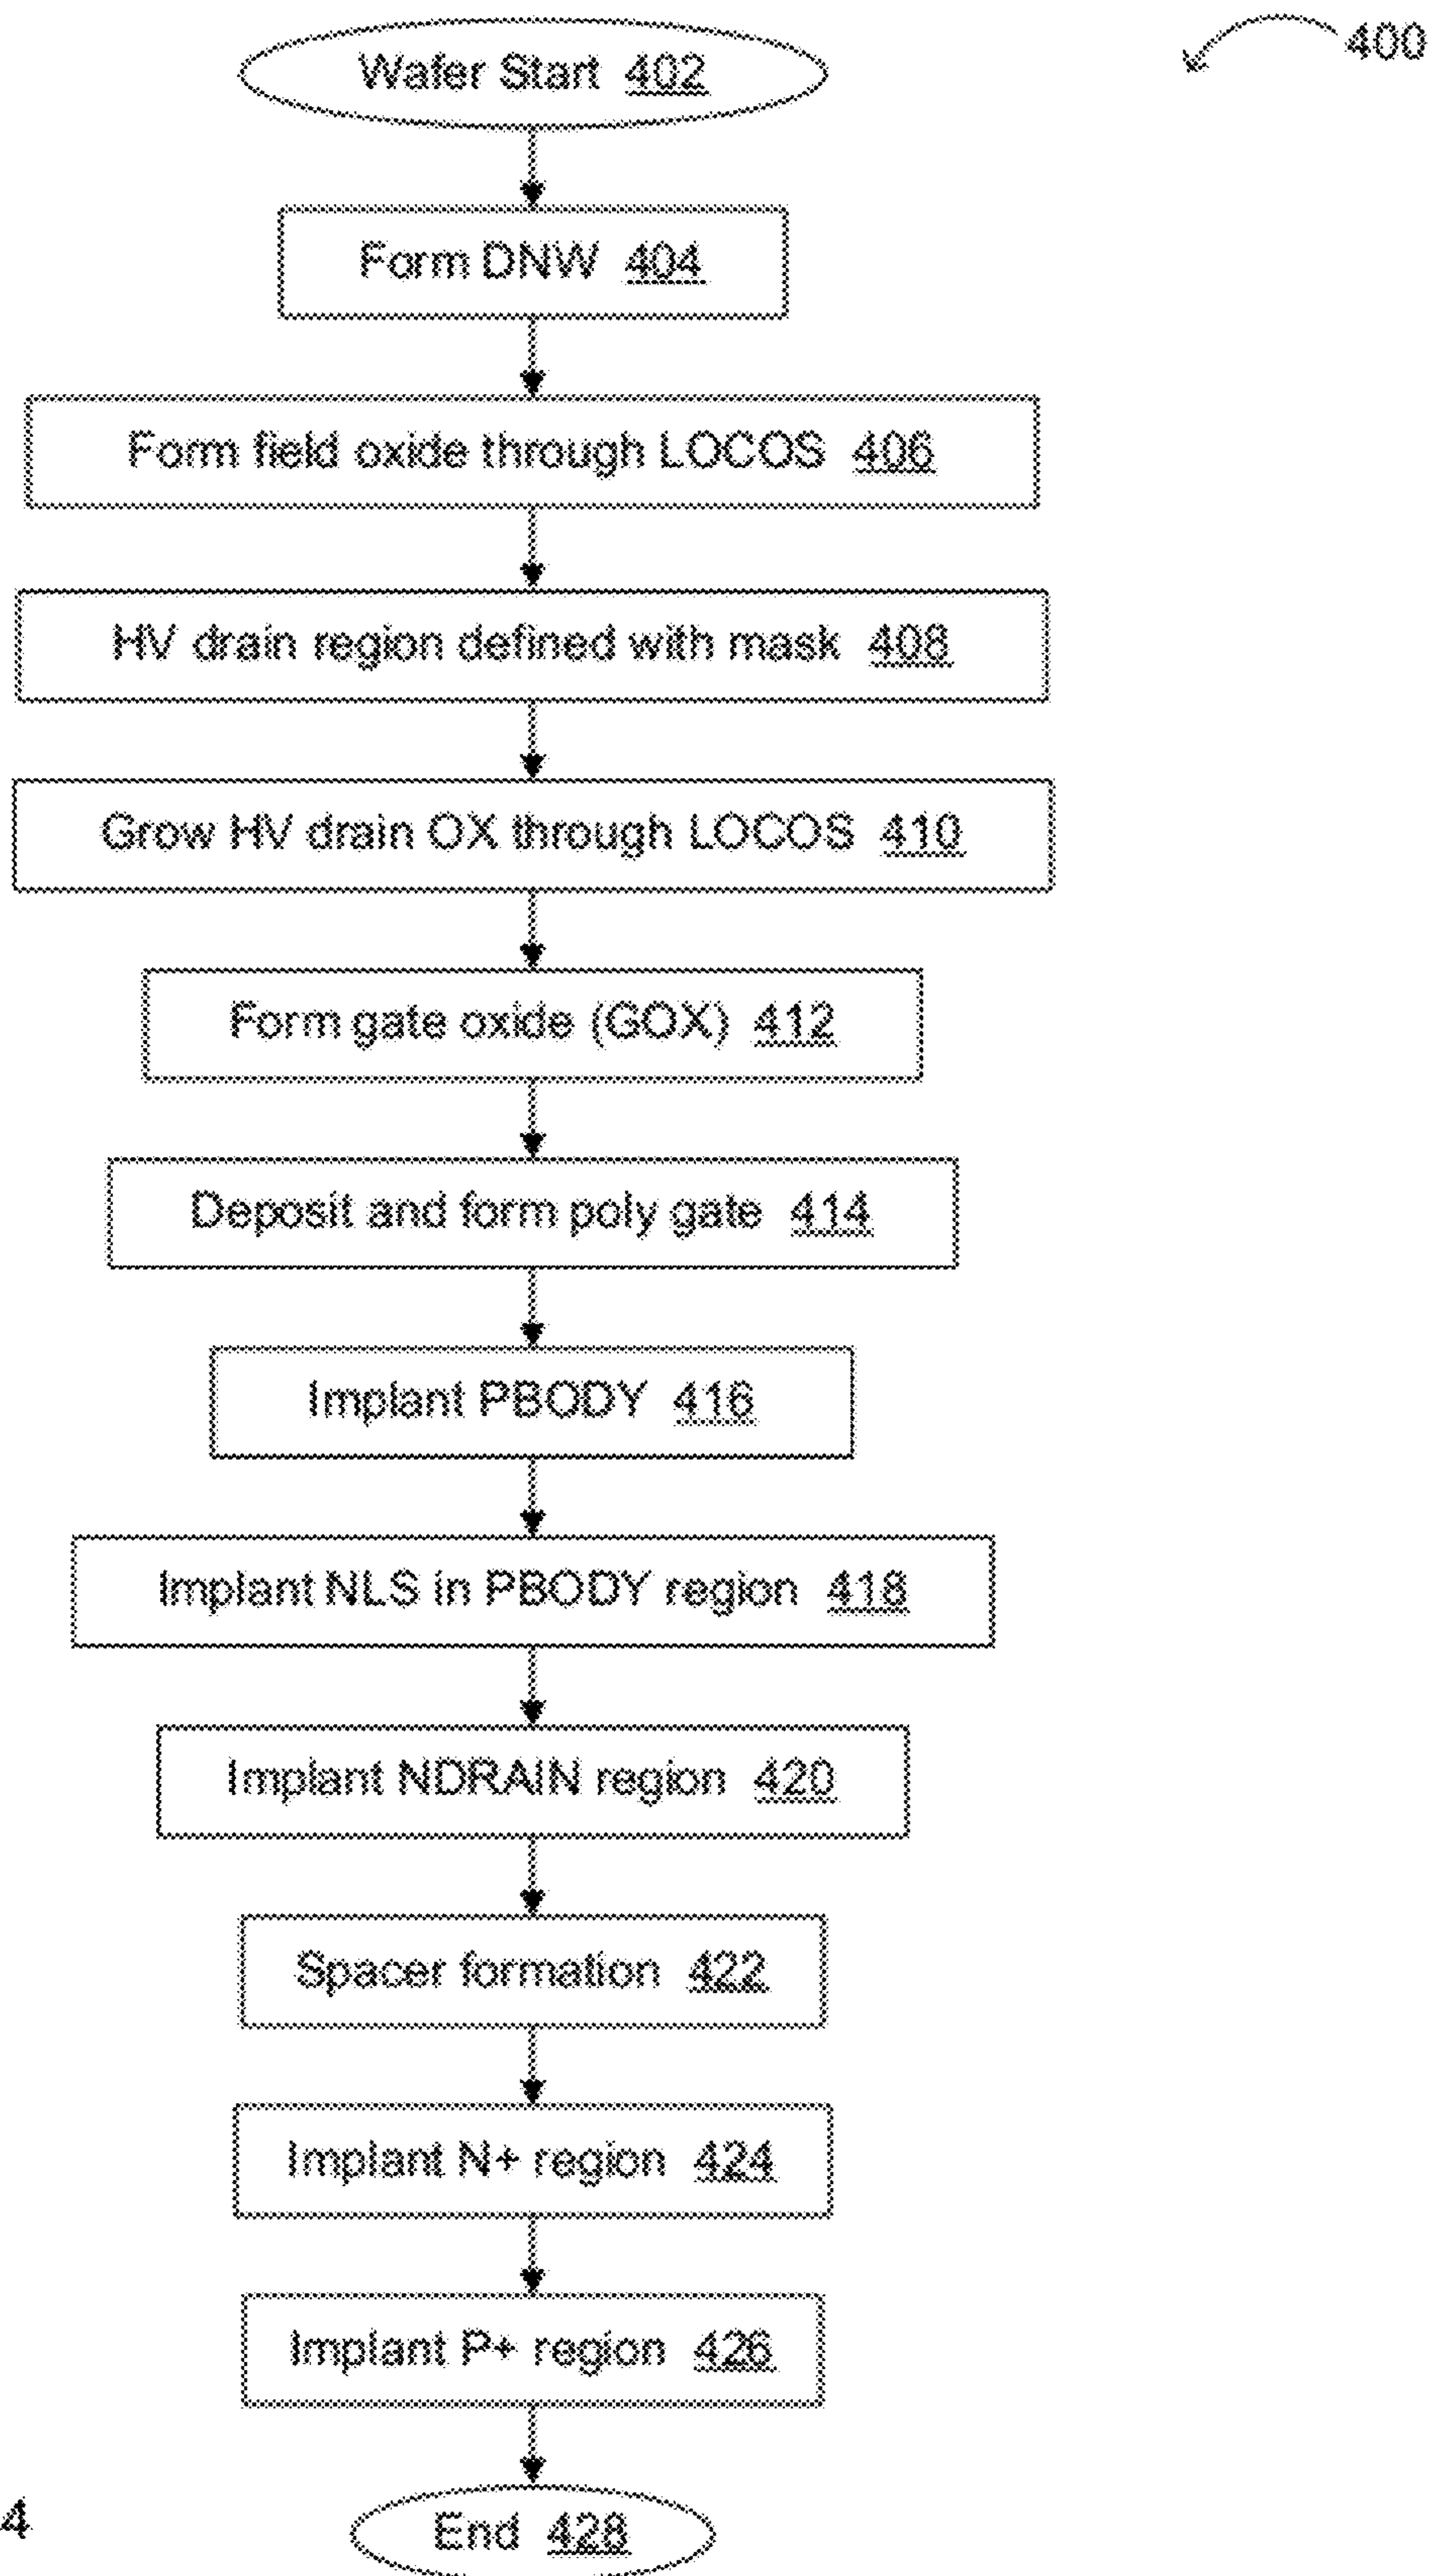 400
Wafer Start 402
Form DNW 404
Form field oxide through LOCOS 406
HV drain region defined with mask 408
Grow HV drain OX through LOCOS 410
Form gate oxide (GOX) 412
Deposit and form poly gate 414
Implant PBODY 416
Implant NLS in PBODY region 418
Implant NDRAIN region 420
Spacer formation 422
Implant N+ region 424
Implant P+ region 426
End 428
4